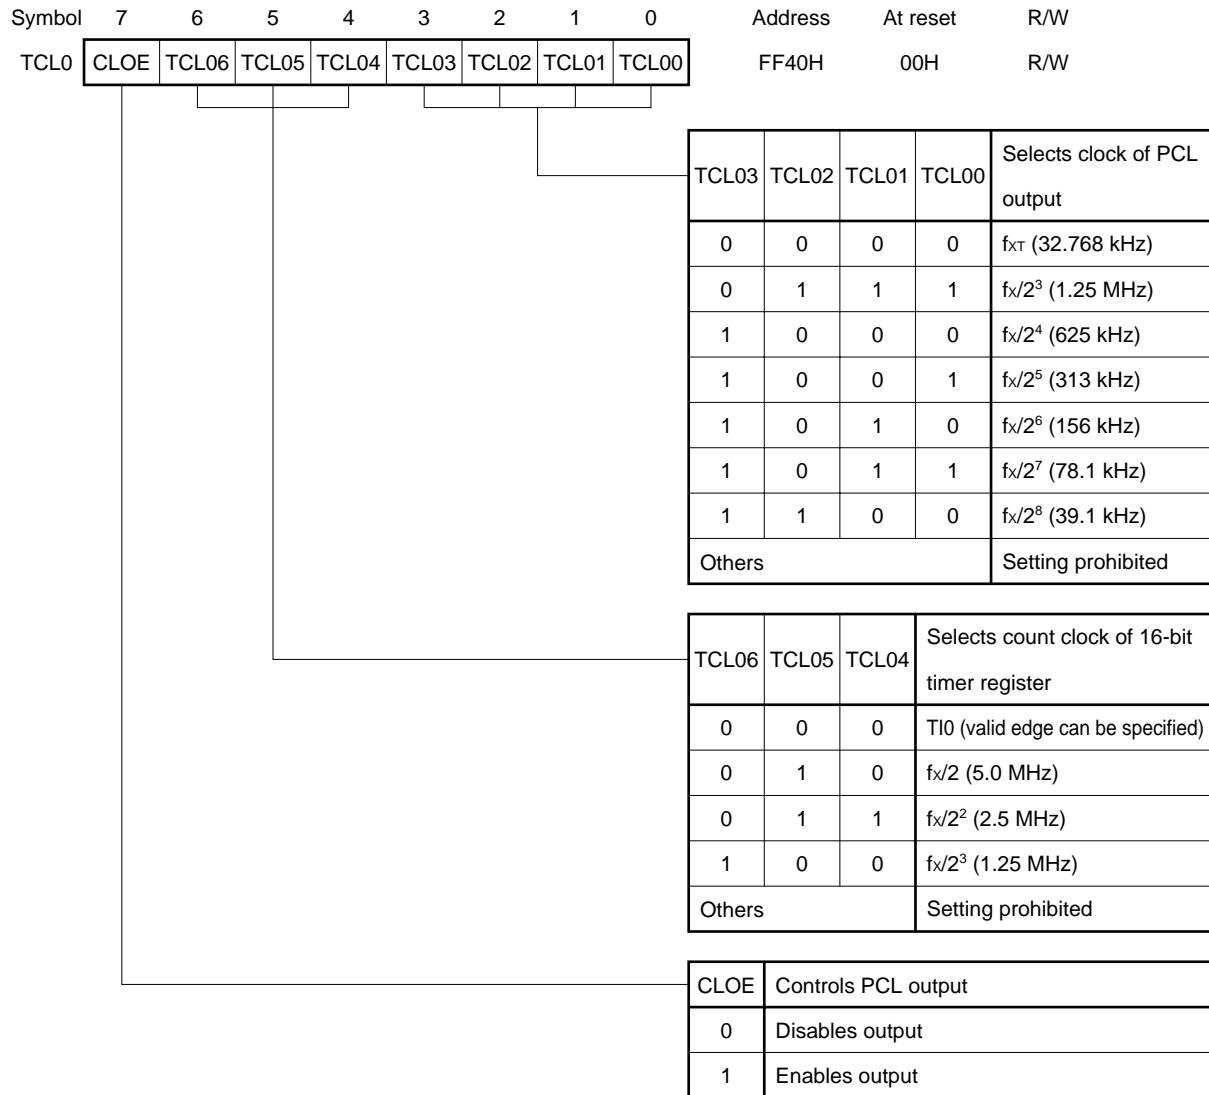 Symbol 7 6 5 4 3 2 1 0 Address At reset R/W
TCL0 CLOE TCL06 TCL05 TCL04 TCL03 TCL02 TCL01 TCL00 FF40H 00H R/W
TCL03 TCL02 TCL01 TCL00 Selects clock of PCL
output
0 0 0 0 fXT (32.768 kHz)
0 1 1 1 fX/2³ (1.25 MHz)
1 0 0 0 fX/2⁴ (625 kHz)
1 0 0 1 fX/2⁵ (313 kHz)
1 0 1 0 fX/2⁶ (156 kHz)
1 0 1 1 fX/2⁷ (78.1 kHz)
1 1 0 0 fX/2⁸ (39.1 kHz)
Others Setting prohibited
TCL06 TCL05 TCL04 Selects count clock of 16-bit
timer register
0 0 0 TI0 (valid edge can be specified)
0 1 0 fX/2 (5.0 MHz)
0 1 1 fX/2² (2.5 MHz)
1 0 0 fX/2³ (1.25 MHz)
Others Setting prohibited
CLOE Controls PCL output
0 Disables output
1 Enables output